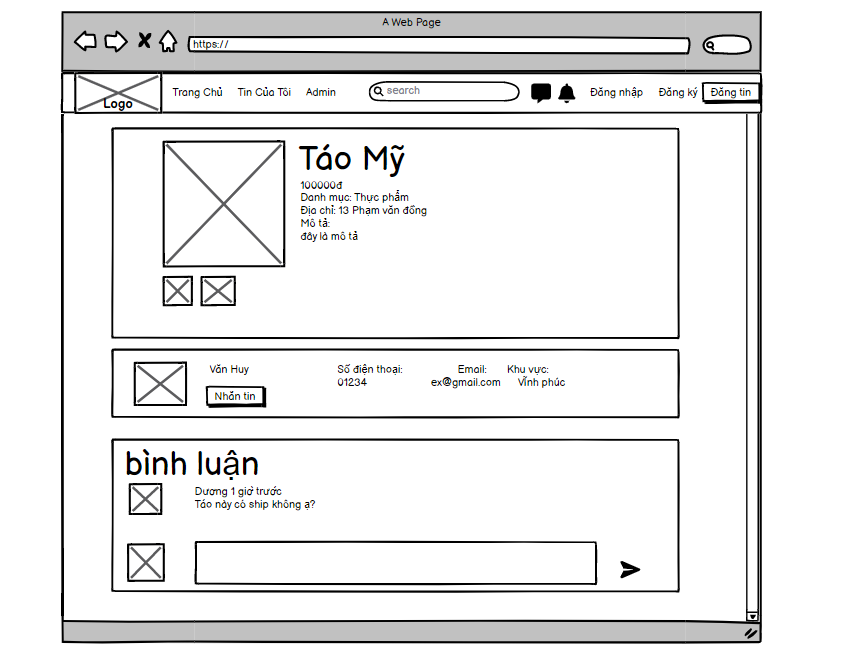 A Web Page
https://
Logo
Trang Chủ
Tin Của Tôi
Admin
search
Đăng nhập
Đăng ký
Đăng tin
Táo Mỹ
100000đ
Danh mục: Thực phẩm
Địa chỉ: 13 Phạm văn đồng
Mô tả:
đây là mô tả
Văn Huy
Nhắn tin
Số điện thoại:
01234
Email:
ex@gmail.com
Khu vực:
Vĩnh phúc
bình luận
Dương 1 giờ trước
Táo này có ship không ạ?